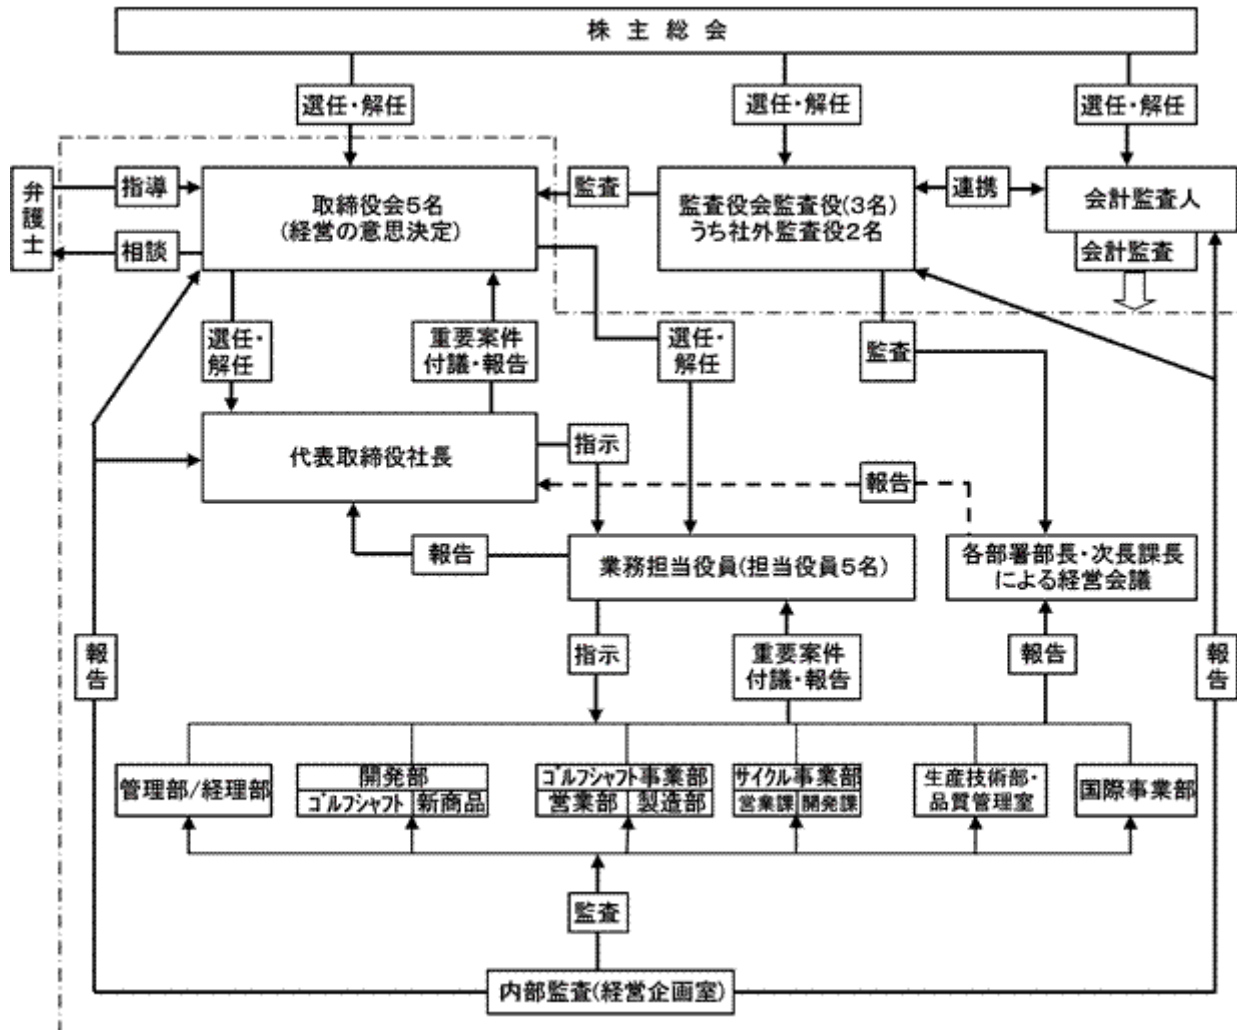 株主総会
選任・解任
選任・解任
選任・解任
弁護士
指導
相談
取締役会5名
(経営の意思決定)
監査
監査役会監査役(3名)
うち社外監査役2名
連携
会計監査人
会計監査
選任・
解任
重要案件
付議・報告
選任・
解任
監査
代表取締役社長
指示
報告
報告
業務担当役員(担当役員5名)
各部署部長・次長課長
による経営会議
報告
指示
重要案件
付議・報告
報告
報告
管理部/経理部
開発部
ゴルフシャフト
新商品
ゴルフシャフト事業部
営業部
製造部
サイクル事業部
営業課
開発課
生産技術部・
品質管理室
国際事業部
監査
内部監査(経営企画室)